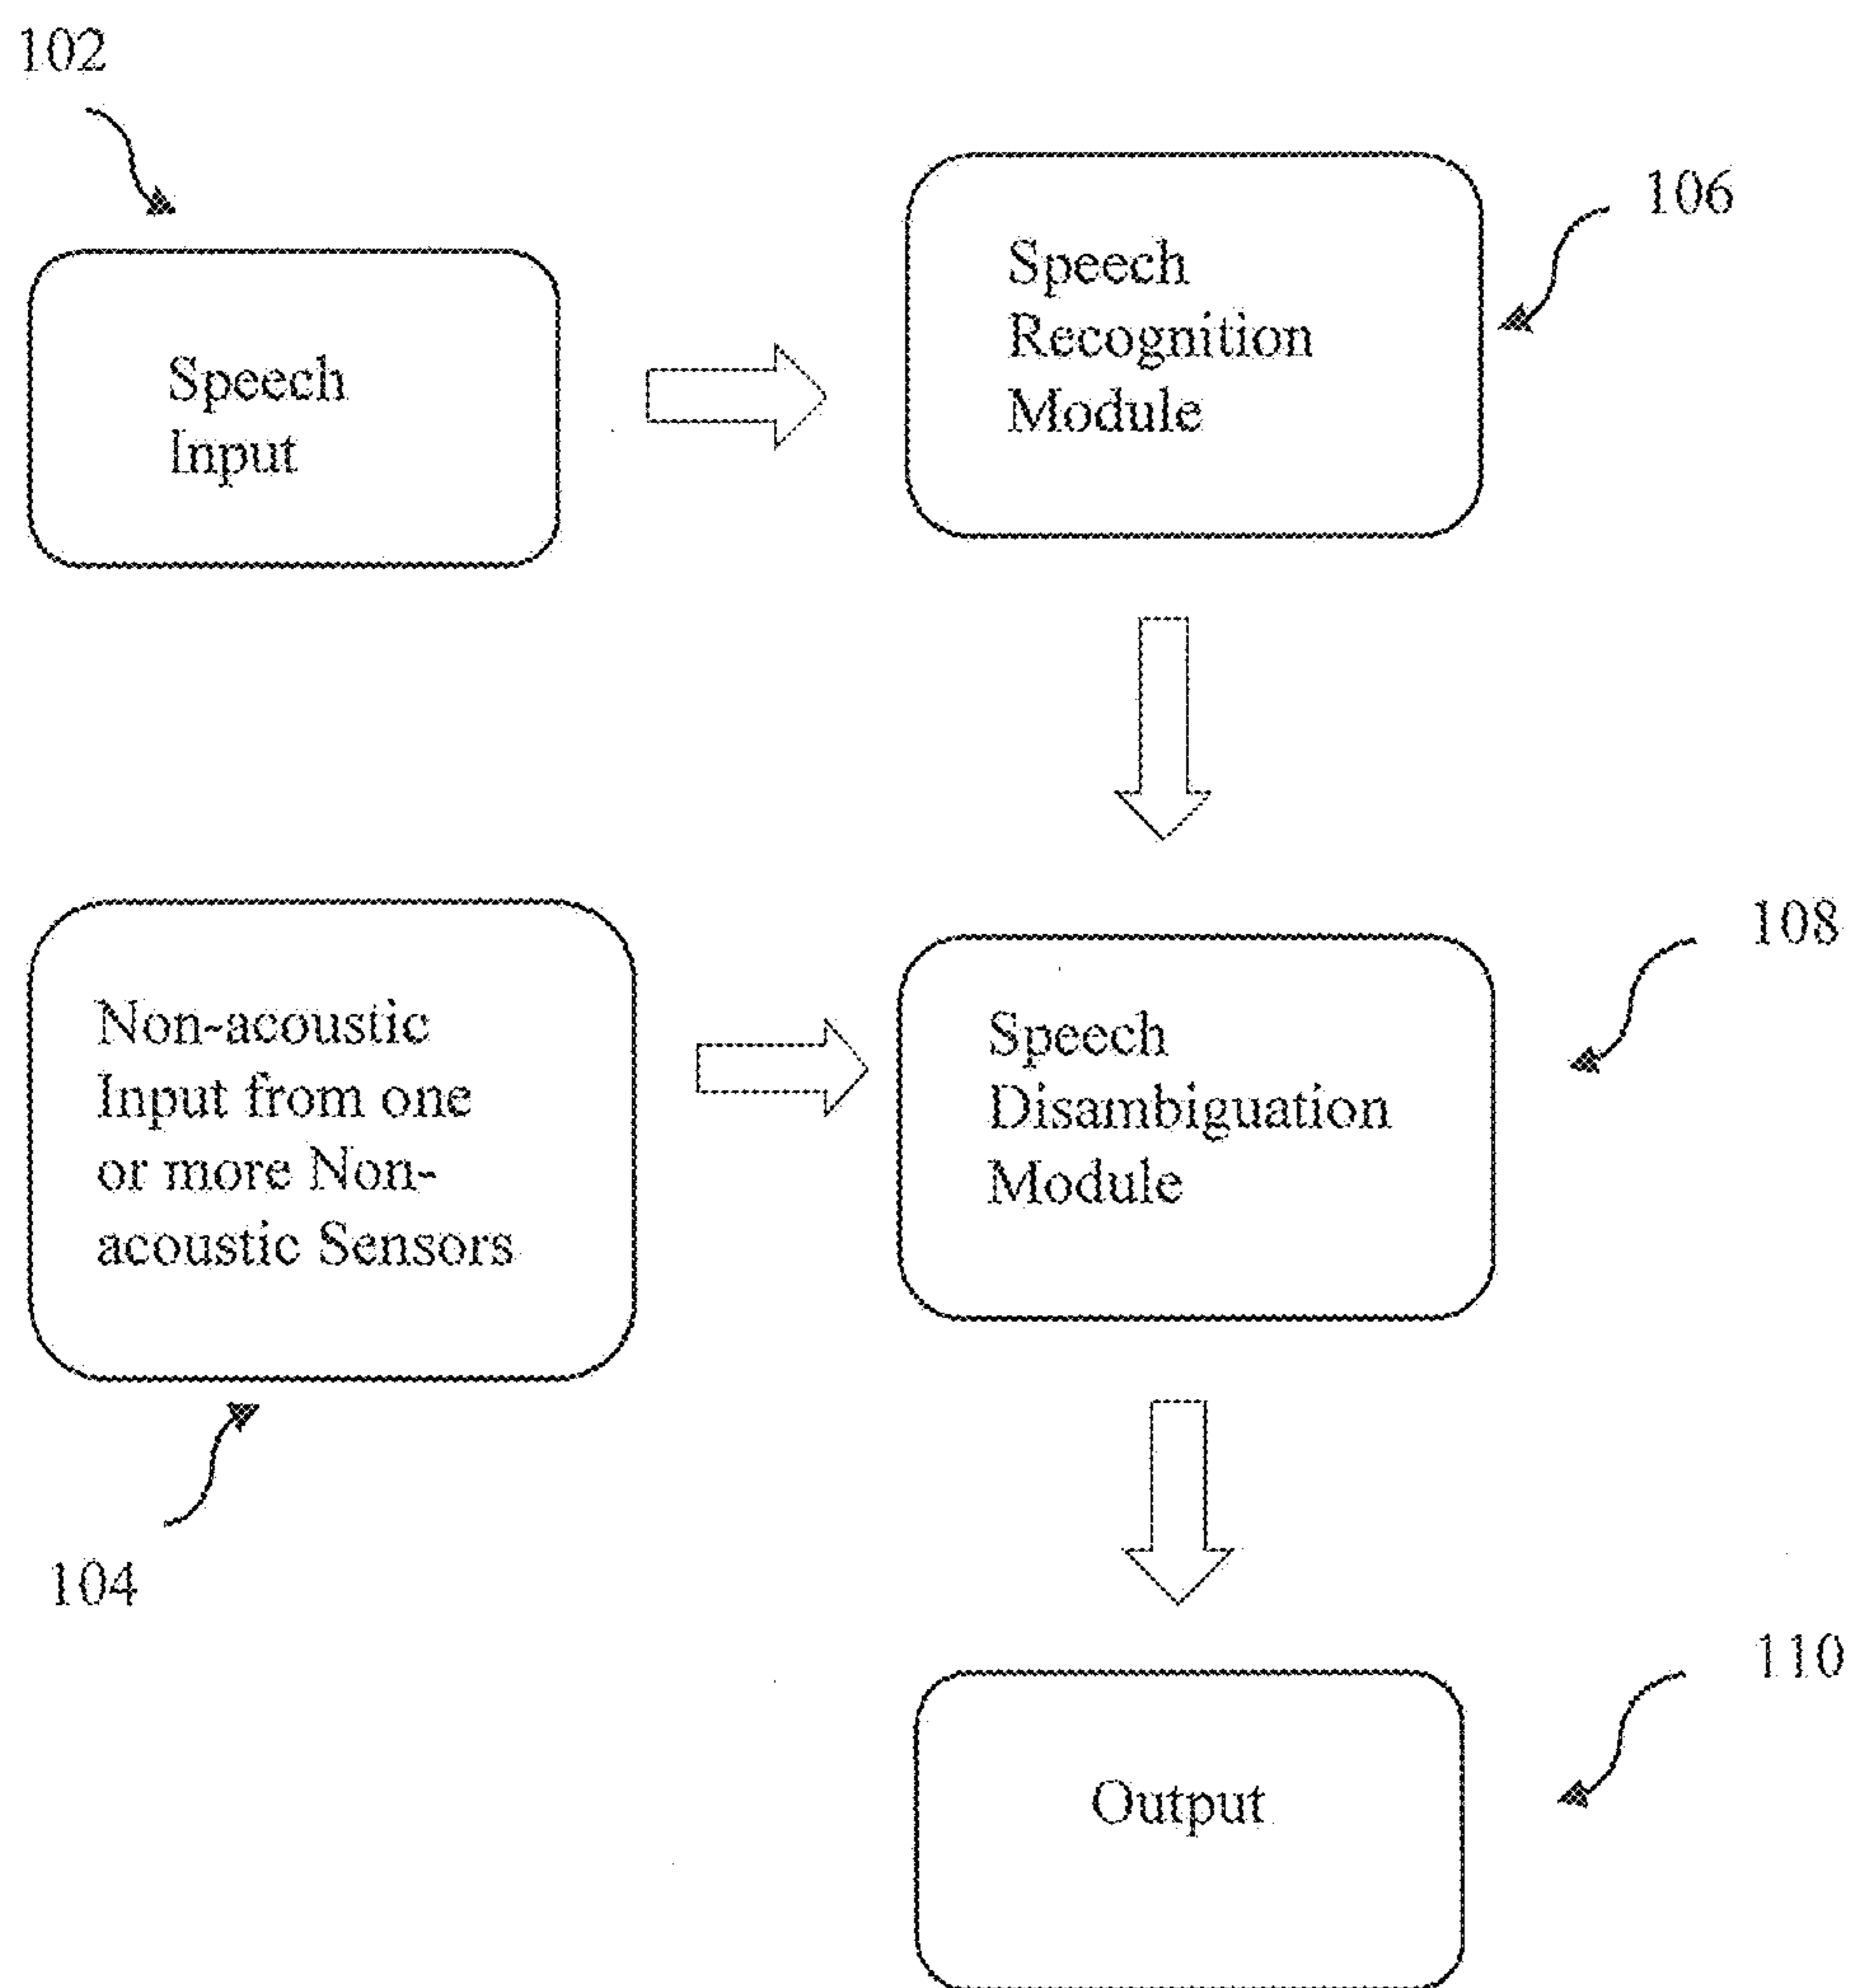 102
Speech
Input
Speech
Recognition
Module
106
Non-acoustic
Input from one
or more Non-
acoustic Sensors
104
Speech
Disambiguation
Module
108
Output
110